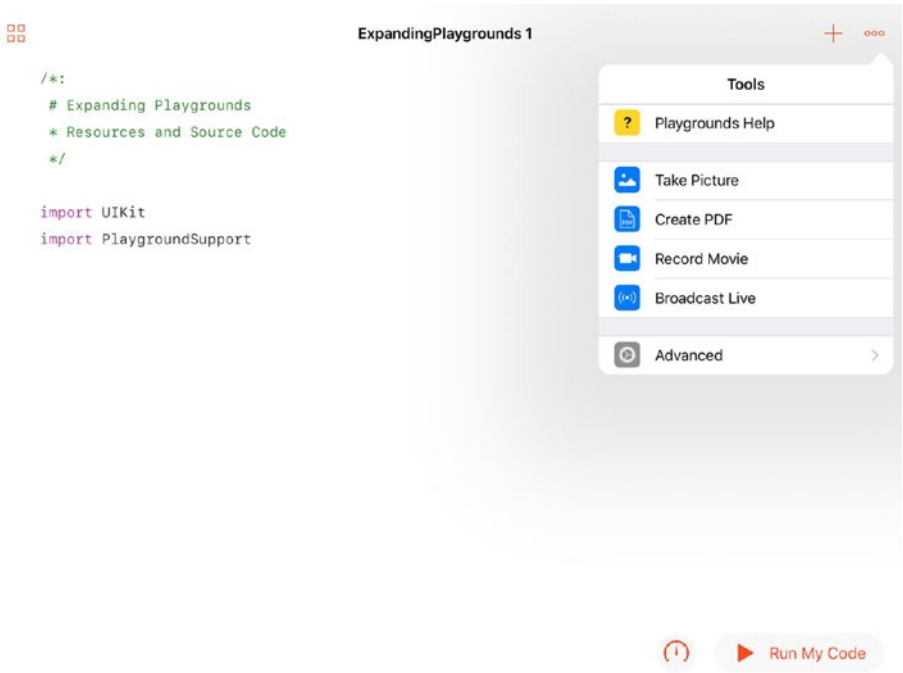 ExpandingPlaygrounds 1
/*:
# Expanding Playgrounds
* Resources and Source Code
*/
import UIKit
import PlaygroundSupport
Tools
? Playgrounds Help
Take Picture
PDF Create PDF
Record Movie
Broadcast Live
Advanced
Run My Code